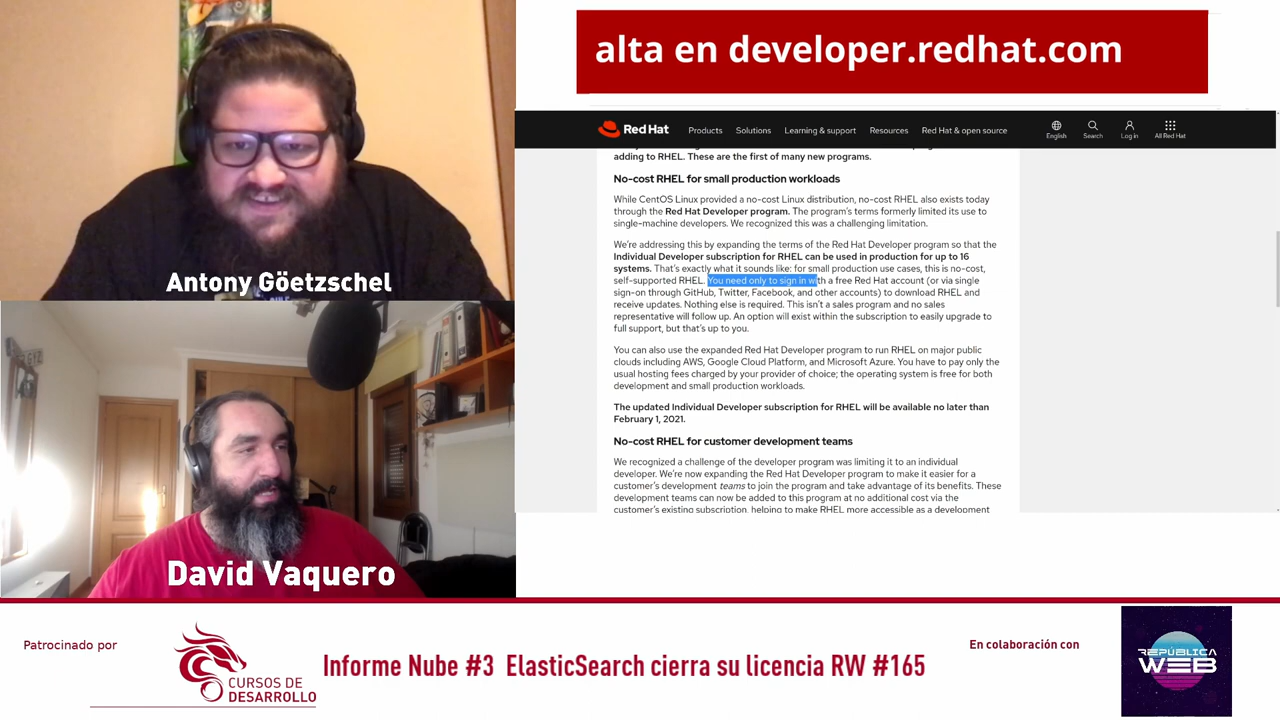 alta en developer.redhat.com
Red Hat
Products
Solutions
Learning & support
Resources
Red Hat & open source
English
Search
Log in
All Red Hat
adding to RHEL. These are the first of many new programs.
No-cost RHEL for small production workloads
While CentOS Linux provided a no-cost Linux distribution, no-cost RHEL also exists today
through the Red Hat Developer program. The program's terms formerly limited its use to
single-machine developers. We recognized this was a challenging limitation.
We're addressing this by expanding the terms of the Red Hat Developer program so that the
Individual Developer subscription for RHEL can be used in production for up to 16
systems. That's exactly what it sounds like: for small production use cases, this is no-cost,
self-supported RHEL. You need only to sign in with a free Red Hat account (or via single
sign-on through GitHub, Twitter, Facebook, and other accounts) to download RHEL and
receive updates. Nothing else is required. This isn't a sales program and no sales
representative will follow up. An option will exist within the subscription to easily upgrade to
full support, but that's up to you.
You can also use the expanded Red Hat Developer program to run RHEL on major public
clouds including AWS, Google Cloud Platform, and Microsoft Azure. You have to pay only the
usual hosting fees charged by your provider of choice; the operating system is free for both
development and small production workloads.
The updated Individual Developer subscription for RHEL will be available no later than
February 1, 2021.
No-cost RHEL for customer development teams
We recognized a challenge of the developer program was limiting it to an individual
developer. We're now expanding the Red Hat Developer program to make it easier for a
customer's development teams to join the program and take advantage of its benefits. These
development teams can now be added to this program at no additional cost via the
customer's existing subscription, helping to make RHEL more accessible as a development
Antony Göetzschel
David Vaquero
Patrocinado por
CURSOS DE
DESARROLLO
Informe Nube #3 ElasticSearch cierra su licencia RW #165
En colaboración con
REPÚBLICA
WEB